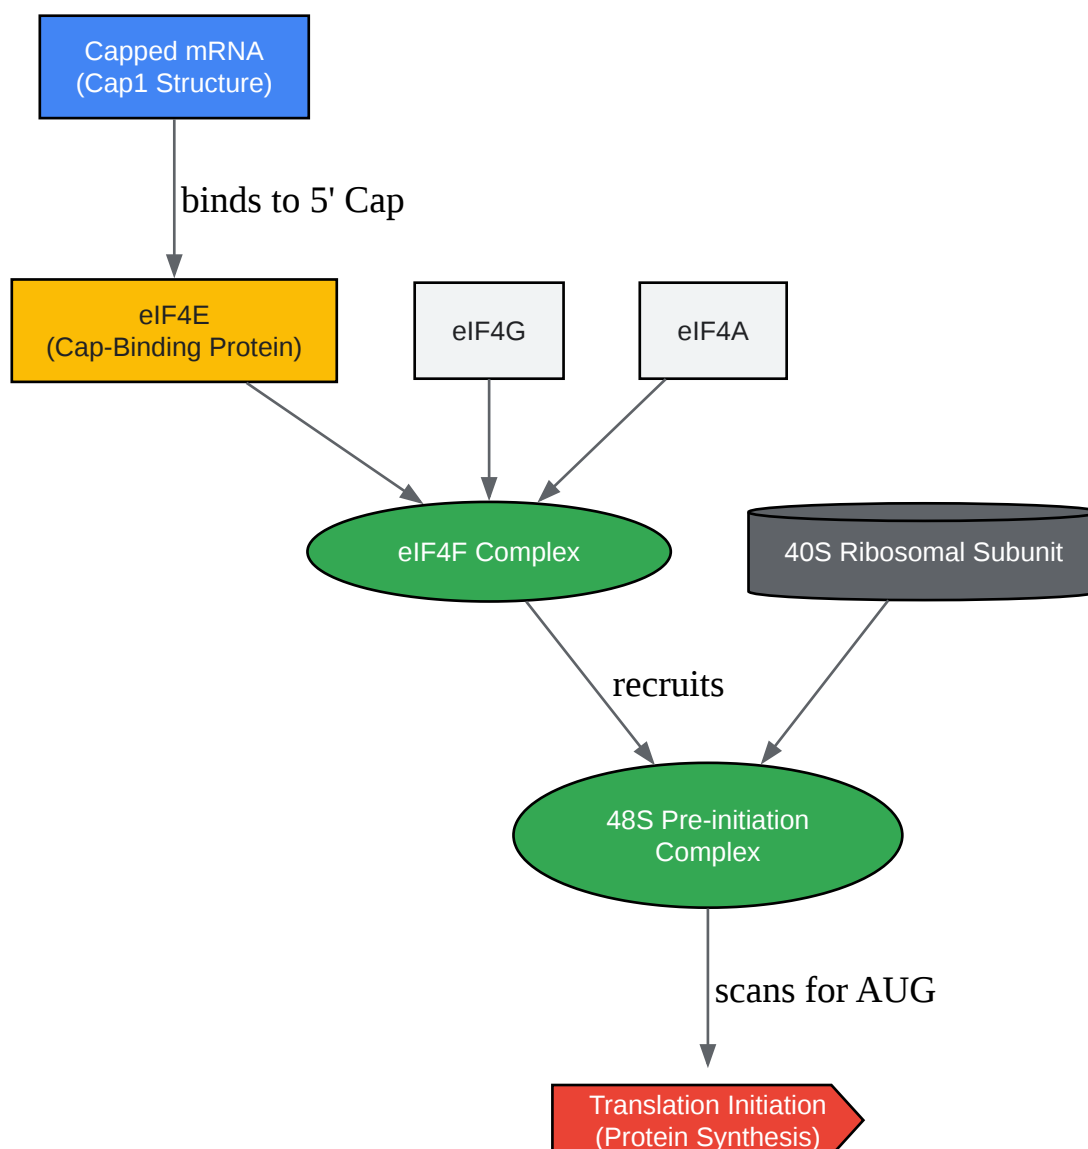 Capped mRNA
(Cap1 Structure)
binds to 5' Cap
eIF4E
(Cap-Binding Protein)
eIF4G
eIF4A
eIF4F Complex
40S Ribosomal Subunit
recruits
48S Pre-initiation
Complex
scans for AUG
Translation Initiation
(Protein Synthesis)